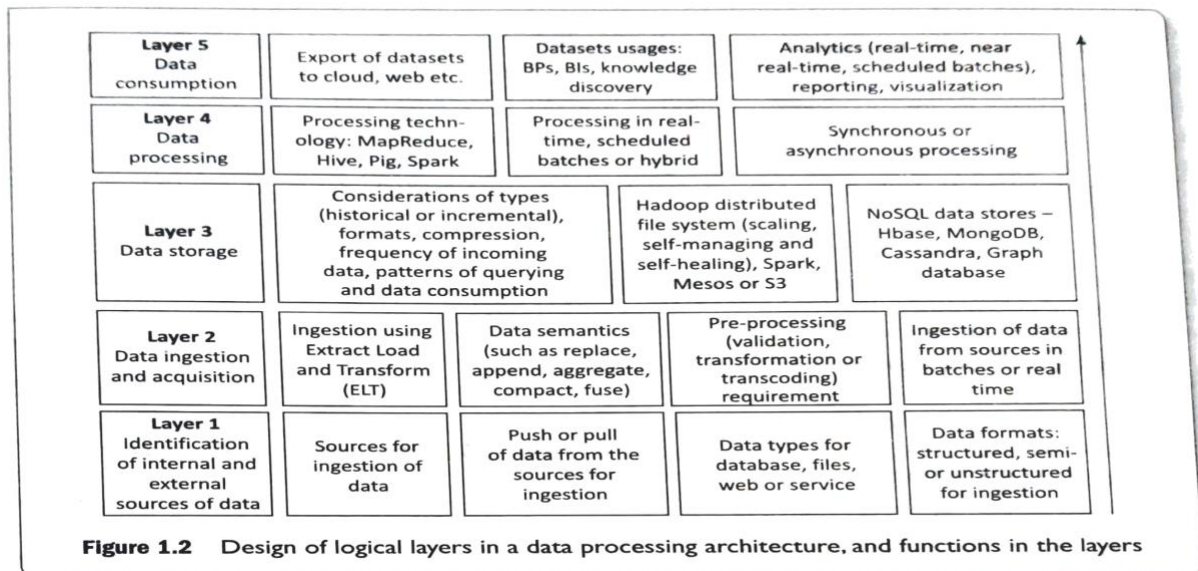 Layer 5
Data
consumption
Export of datasets
to cloud, web etc.
Datasets usages:
BPs, BIs, knowledge
discovery
Analytics (real-time, near
real-time, scheduled batches),
reporting, visualization
Layer 4
Data
processing
Processing techn-
ology: MapReduce,
Hive, Pig, Spark
Processing in real-
time, scheduled
batches or hybrid
Synchronous or
asynchronous processing
Layer 3
Data storage
Considerations of types
(historical or incremental),
formats, compression,
frequency of incoming
data, patterns of querying
and data consumption
Hadoop distributed
file system (scaling,
self-managing and
self-healing), Spark,
Mesos or S3
NoSQL data stores –
Hbase, MongoDB,
Cassandra, Graph
database
Layer 2
Data ingestion
and acquisition
Ingestion using
Extract Load
and Transform
(ELT)
Data semantics
(such as replace,
append, aggregate,
compact, fuse)
Pre-processing
(validation,
transformation or
transcoding)
requirement
Ingestion of data
from sources in
batches or real
time
Layer 1
Identification
of internal and
external
sources of data
Sources for
ingestion of
data
Push or pull
of data from the
sources for
ingestion
Data types for
database, files,
web or service
Data formats:
structured, semi-
or unstructured
for ingestion
Figure 1.2 Design of logical layers in a data processing architecture, and functions in the layers